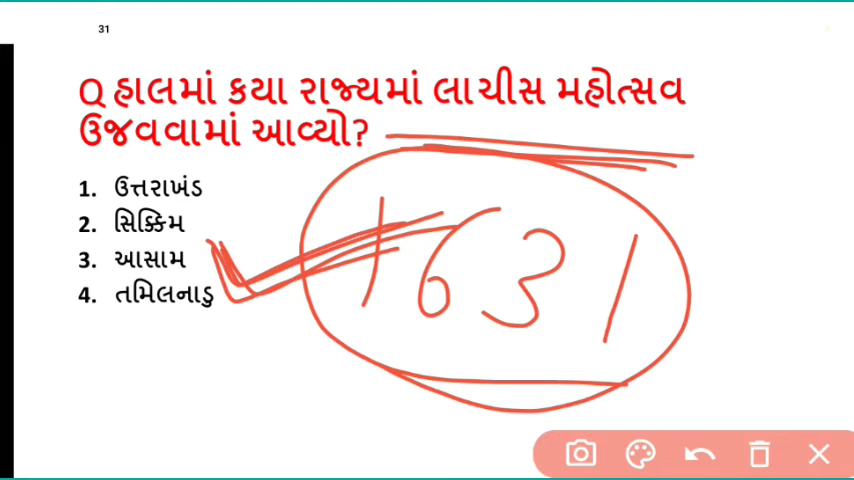 31
Q હાલમાં કયા રાજ્યમાં લાચીસ મહોત્સવ
ઉજવવામાં આવ્યો?
1. ઉત્તરાખંડ
2. સિક્કિમ
3. આસામ
4. તમિલનાડુ
1631